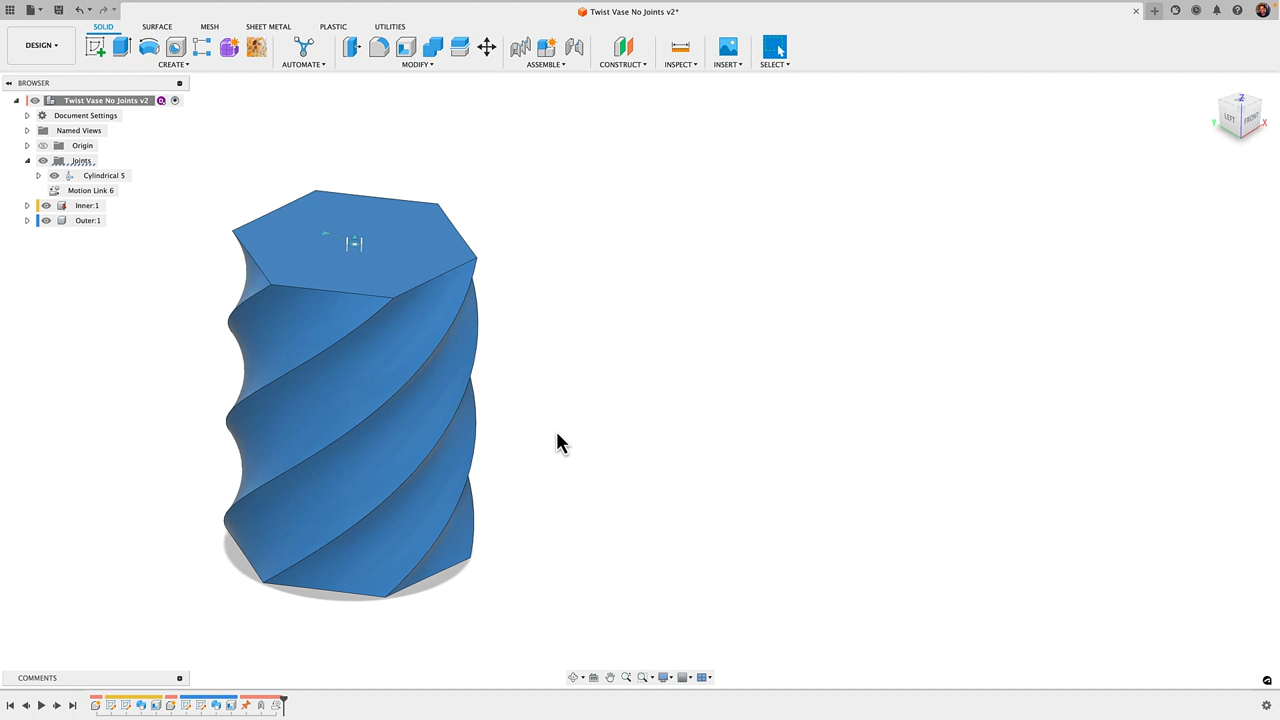 Twist Vase No Joints v2*
SOLID SURFACE MESH SHEET METAL PLASTIC UTILITIES
DESIGN
CREATE AUTOMATE MODIFY ASSEMBLE CONSTRUCT INSPECT INSERT SELECT
BROWSER
Twist Vase No Joints v2
Document Settings
Named Views
Origin
Joints
Cylindrical 5
Motion Link 6
Inner:1
Outer:1
Z
LEFT FRONT
Y X
COMMENTS